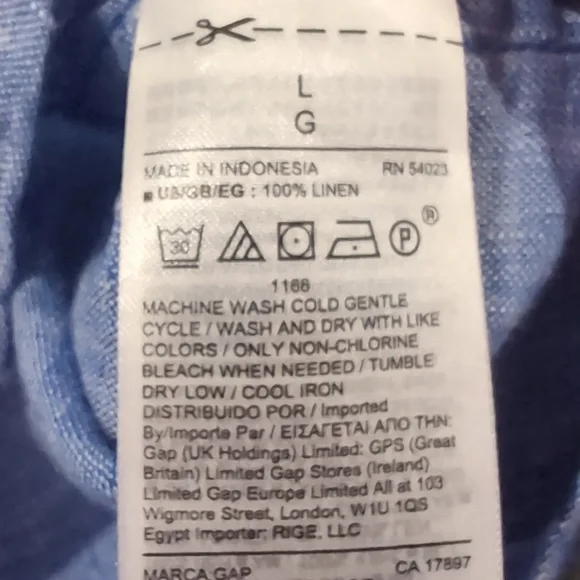 L
G
MADE IN INDONESIA RN 54023
■ US/GB/EG : 100% LINEN
30 P ®
1166
MACHINE WASH COLD GENTLE
CYCLE / WASH AND DRY WITH LIKE
COLORS / ONLY NON-CHLORINE
BLEACH WHEN NEEDED / TUMBLE
DRY LOW / COOL IRON
DISTRIBUIDO POR / Imported
By/Importe Par / ΕΙΣΑΓΕΤΑΙ ΑΠΟ ΤΗΝ:
Gap (UK Holdings) Limited: GPS (Great
Britain) Limited Gap Stores (Ireland)
Limited Gap Europe Limited All at 103
Wigmore Street, London, W1U 1QS
Egypt Importer: RIGE, LLC
MARCA GAP CA 17897